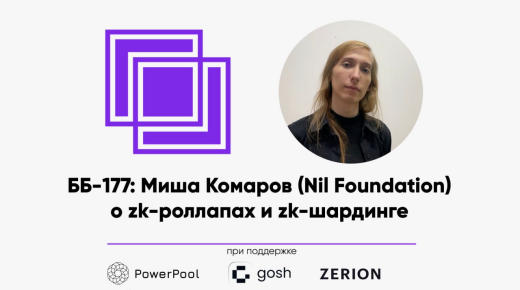 ББ-177: Миша Комаров (Nil Foundation)
о zk-роллапах и zk-шардинге
при поддержке
PowerPool gosh ZERION